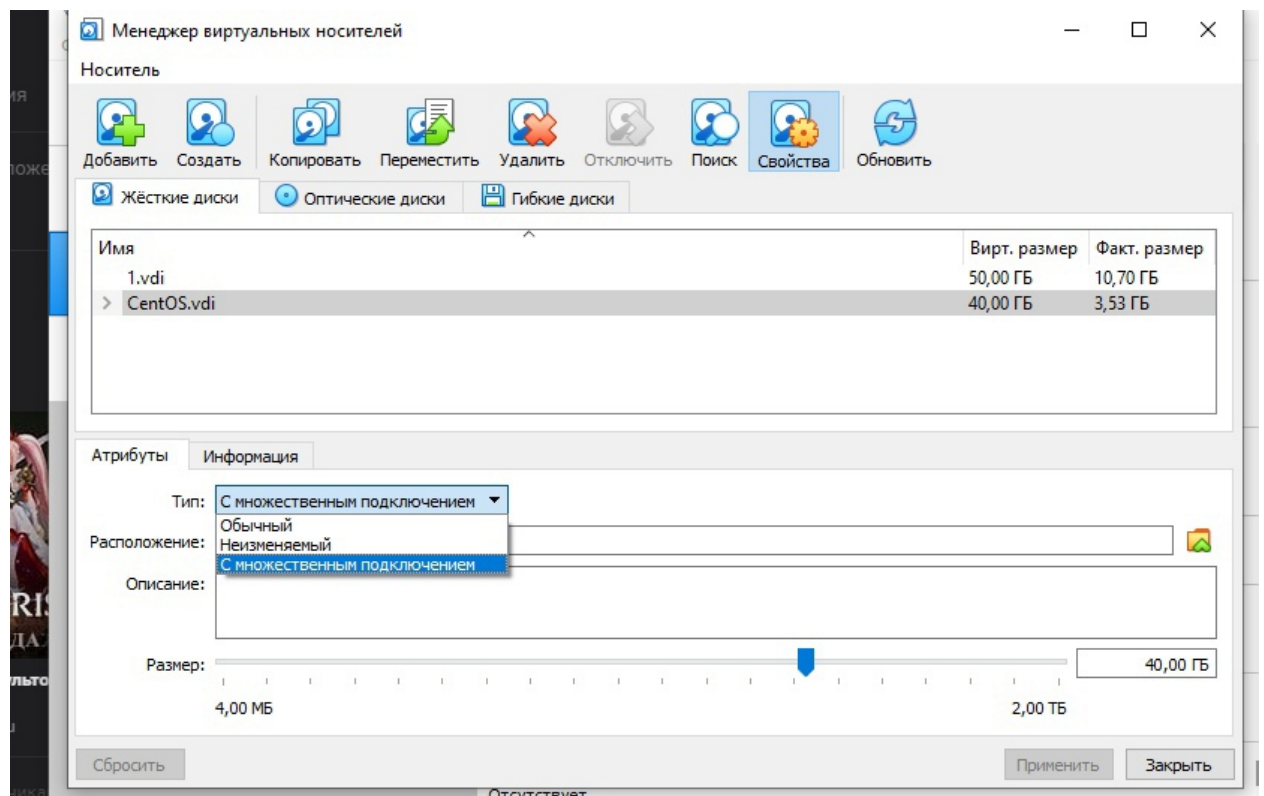 Менеджер виртуальных носителей
Носитель
Добавить Создать Копировать Переместить Удалить Отключить Поиск Свойства Обновить
Жёсткие диски Оптические диски Гибкие диски
Имя Вирт. размер Факт. размер
1.vdi 50,00 ГБ 10,70 ГБ
CentOS.vdi 40,00 ГБ 3,53 ГБ
Атрибуты Информация
Тип: С множественным подключением
Обычный
Расположение: Неизменяемый
С множественным подключением
Описание:
Размер: 40,00 ГБ
4,00 МБ 2,00 ТБ
Сбросить Применить Закрыть
Отсутствует